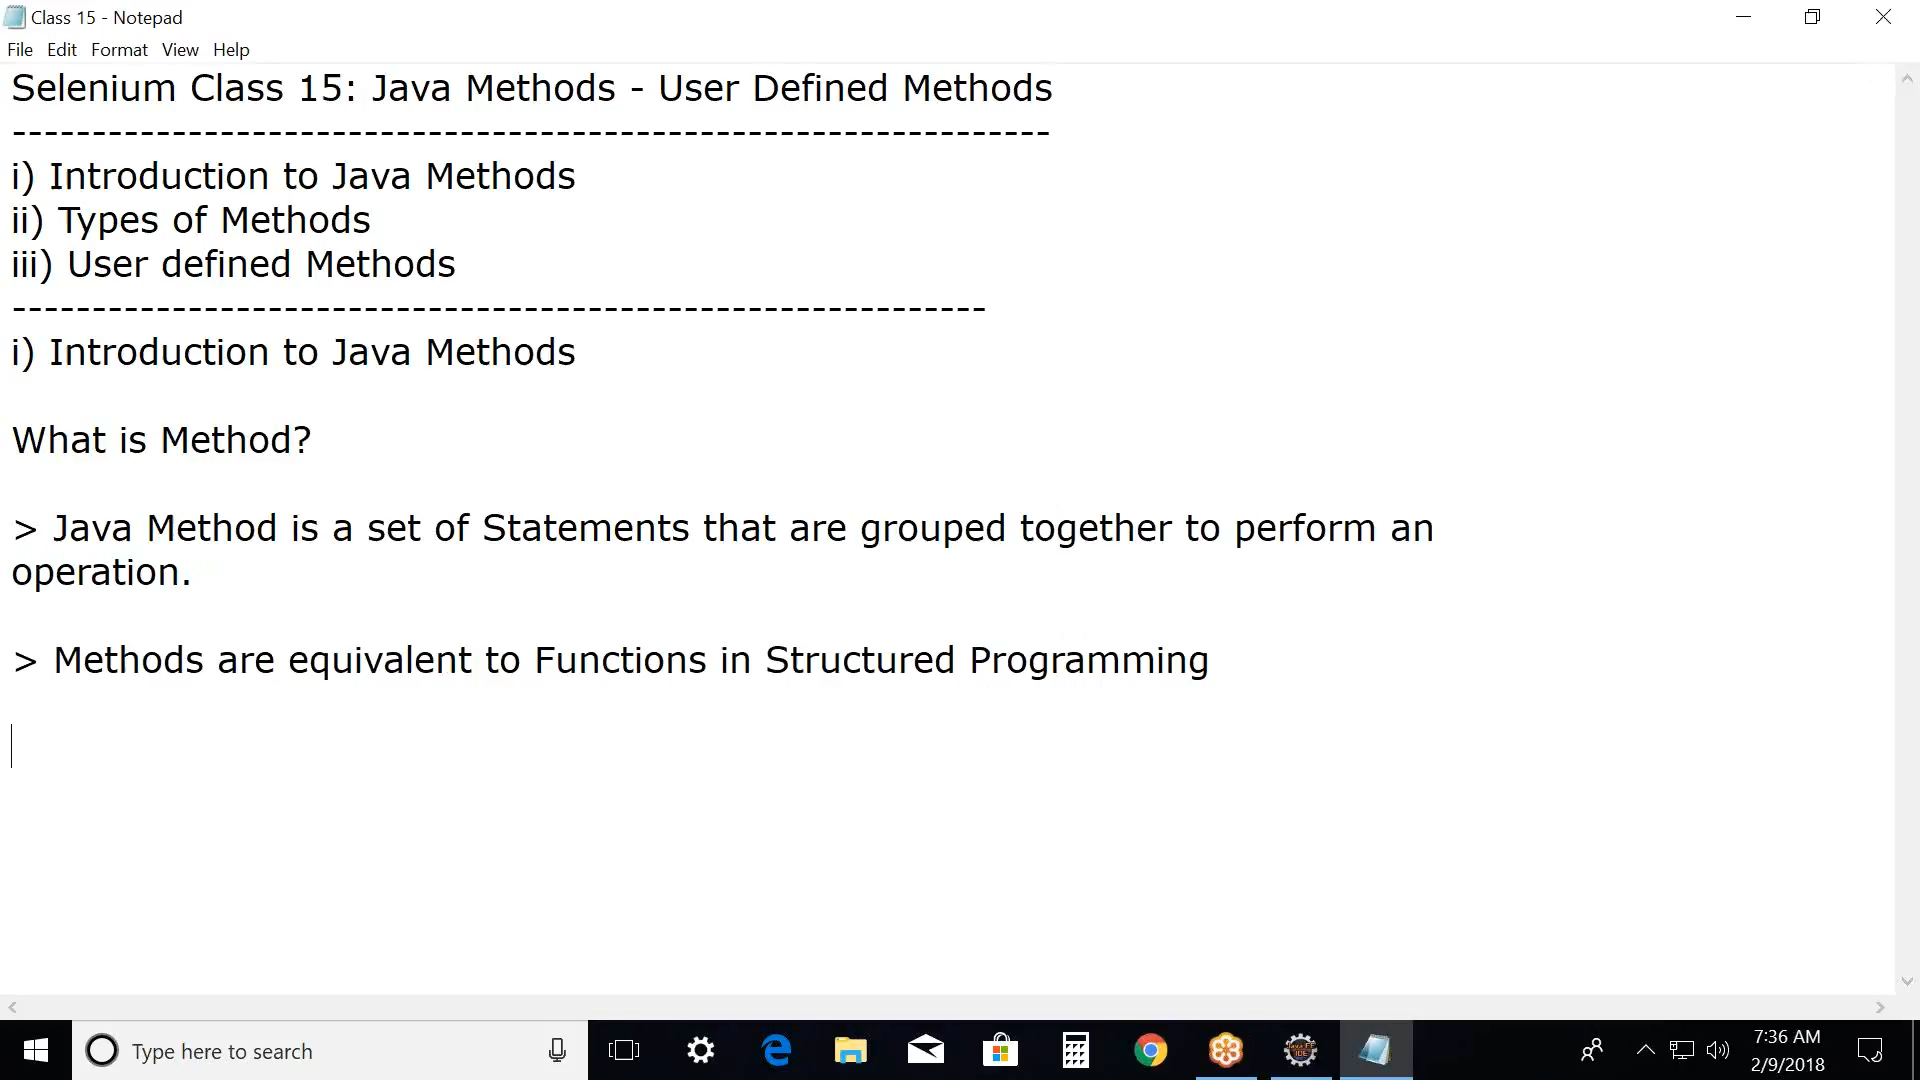 Class 15 - Notepad
File Edit Format View Help
Selenium Class 15: Java Methods - User Defined Methods
-----------------------------------------------------------------
i) Introduction to Java Methods
ii) Types of Methods
iii) User defined Methods
-------------------------------------------------------------
i) Introduction to Java Methods
What is Method?
> Java Method is a set of Statements that are grouped together to perform an
operation.
> Methods are equivalent to Functions in Structured Programming
Type here to search
7:36 AM
2/9/2018